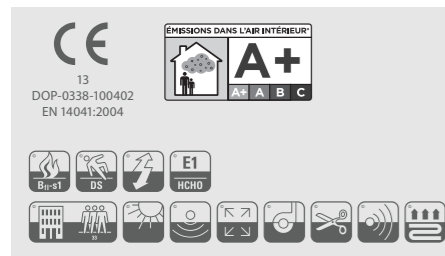 CE
13
DOP-0338-100402
EN 14041:2004
ÉMISSIONS DANS L'AIR INTÉRIEUR*
A+
A+ A B C
Bfl-s1
DS
E1
HCHO
33